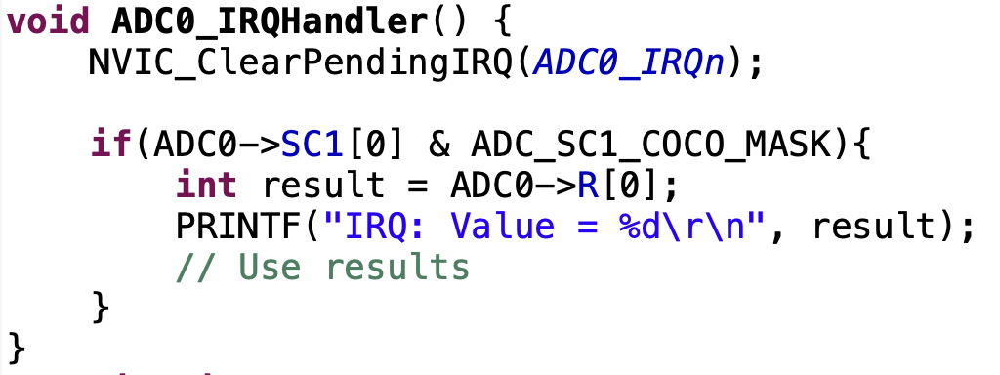 void ADC0_IRQHandler() {
    NVIC_ClearPendingIRQ(ADC0_IRQn);

    if(ADC0->SC1[0] & ADC_SC1_COCO_MASK){
        int result = ADC0->R[0];
        PRINTF("IRQ: Value = %d\r\n", result);
        // Use results
    }
}